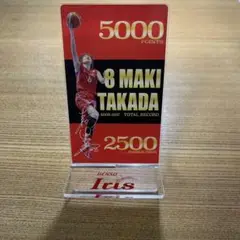 5000
POINTS
8 MAKI
TAKADA
TOTAL RECORD
2500
Iris